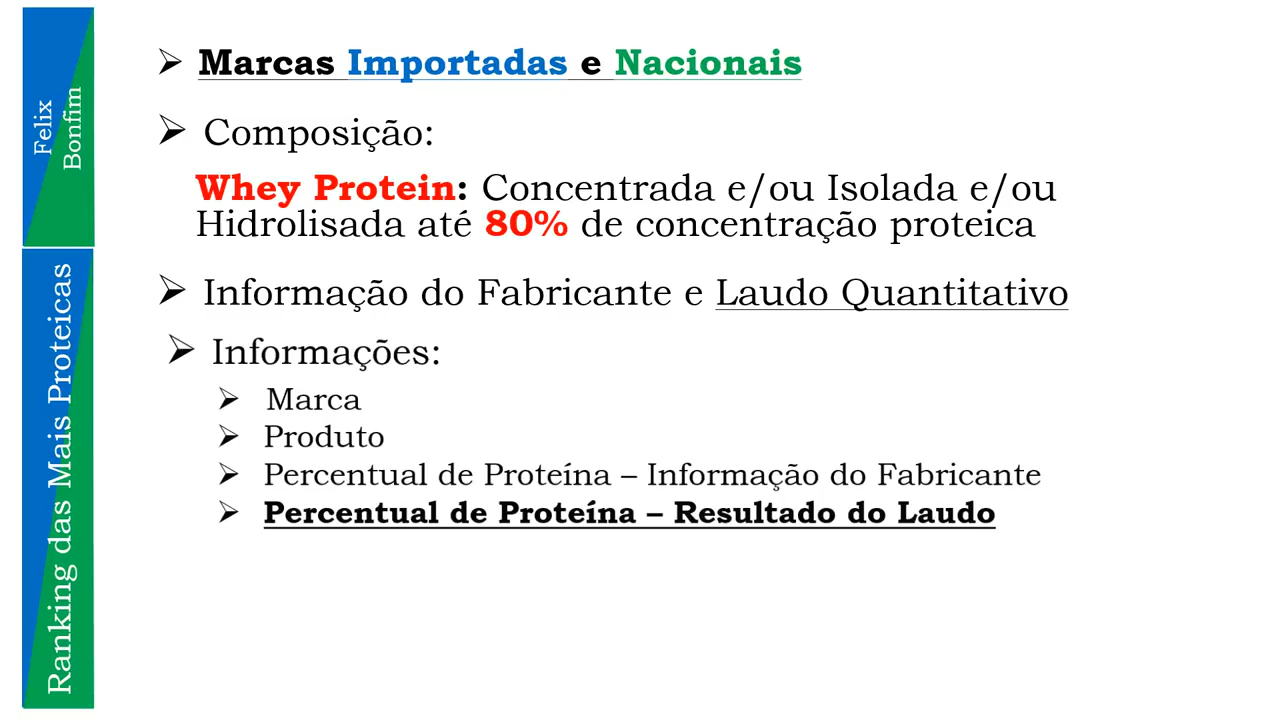 Felix
Bonfim
Ranking das Mais Proteicas
➢ Marcas Importadas e Nacionais
➢ Composição:
Whey Protein: Concentrada e/ou Isolada e/ou
Hidrolisada até 80% de concentração proteica
➢ Informação do Fabricante e Laudo Quantitativo
➢ Informações:
➢ Marca
➢ Produto
➢ Percentual de Proteína – Informação do Fabricante
➢ Percentual de Proteína – Resultado do Laudo